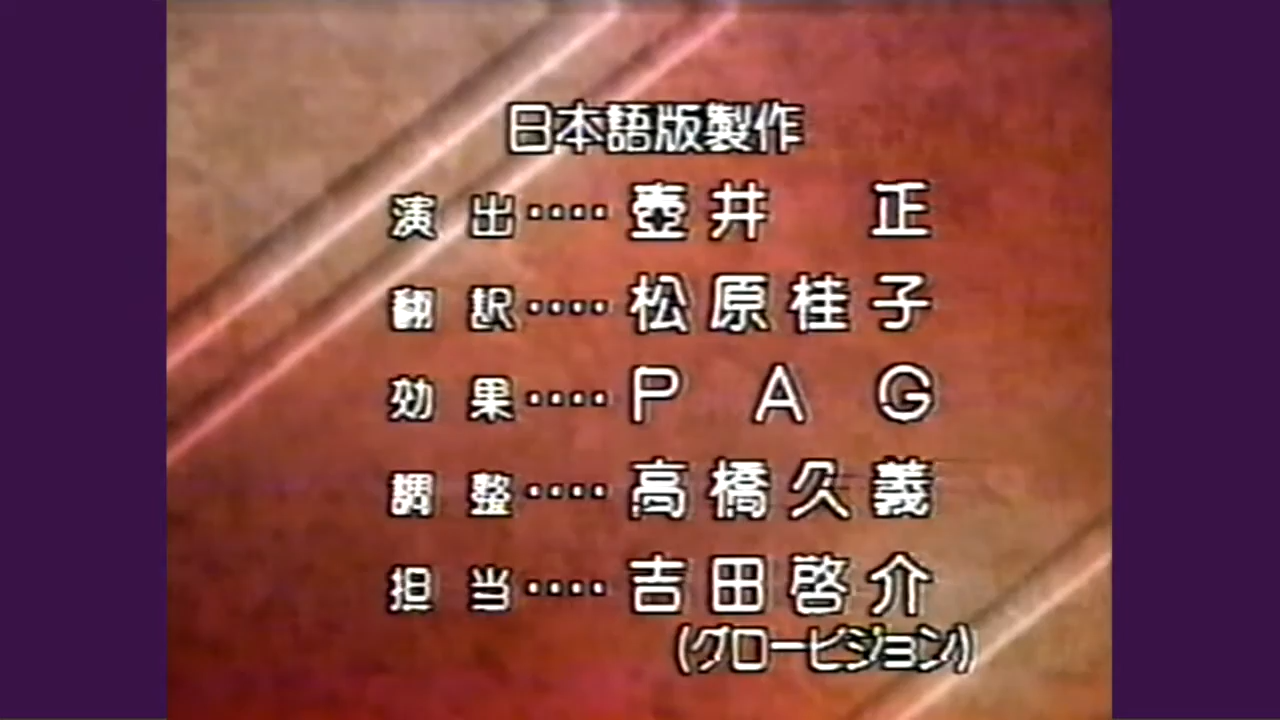 日本語版製作
演出‥‥壺井 正
翻訳‥‥松原桂子
効果‥‥PAG
調整‥‥高橋久義
担当‥‥吉田啓介
(グロービジョン)